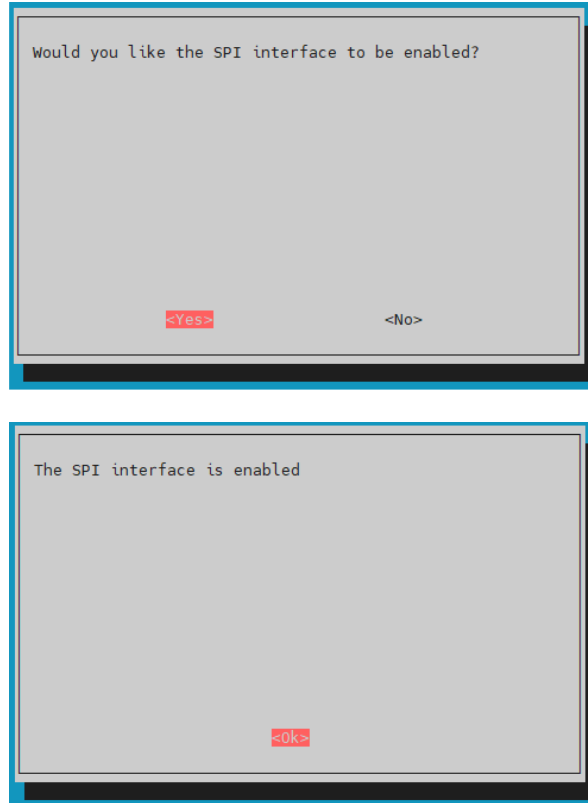 Would you like the SPI interface to be enabled?
<Yes> <No>
The SPI interface is enabled
<Ok>